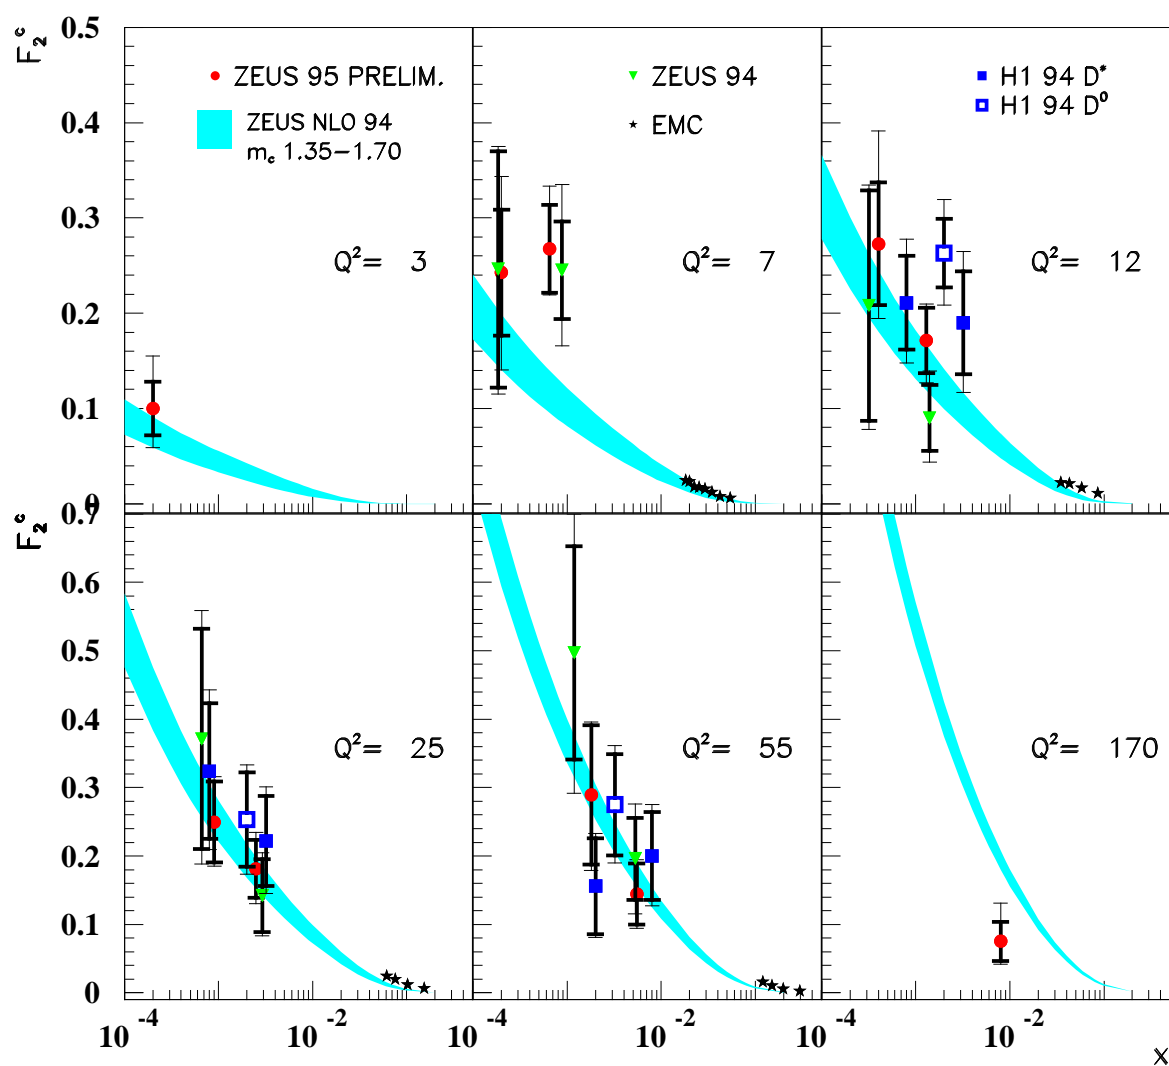 F₂ᶜ
0.5
0.4
0.3
0.2
0.1
0
ZEUS 95 PRELIM.
ZEUS NLO 94
m_c 1.35−1.70
Q²= 3
ZEUS 94
EMC
Q²= 7
H1 94 D*
H1 94 D⁰
Q²= 12
F₂ᶜ
0.7
0.6
0.5
0.4
0.3
0.2
0.1
0
Q²= 25
Q²= 55
Q²= 170
10⁻⁴ 10⁻² 10⁻⁴ 10⁻² 10⁻⁴ 10⁻²
x